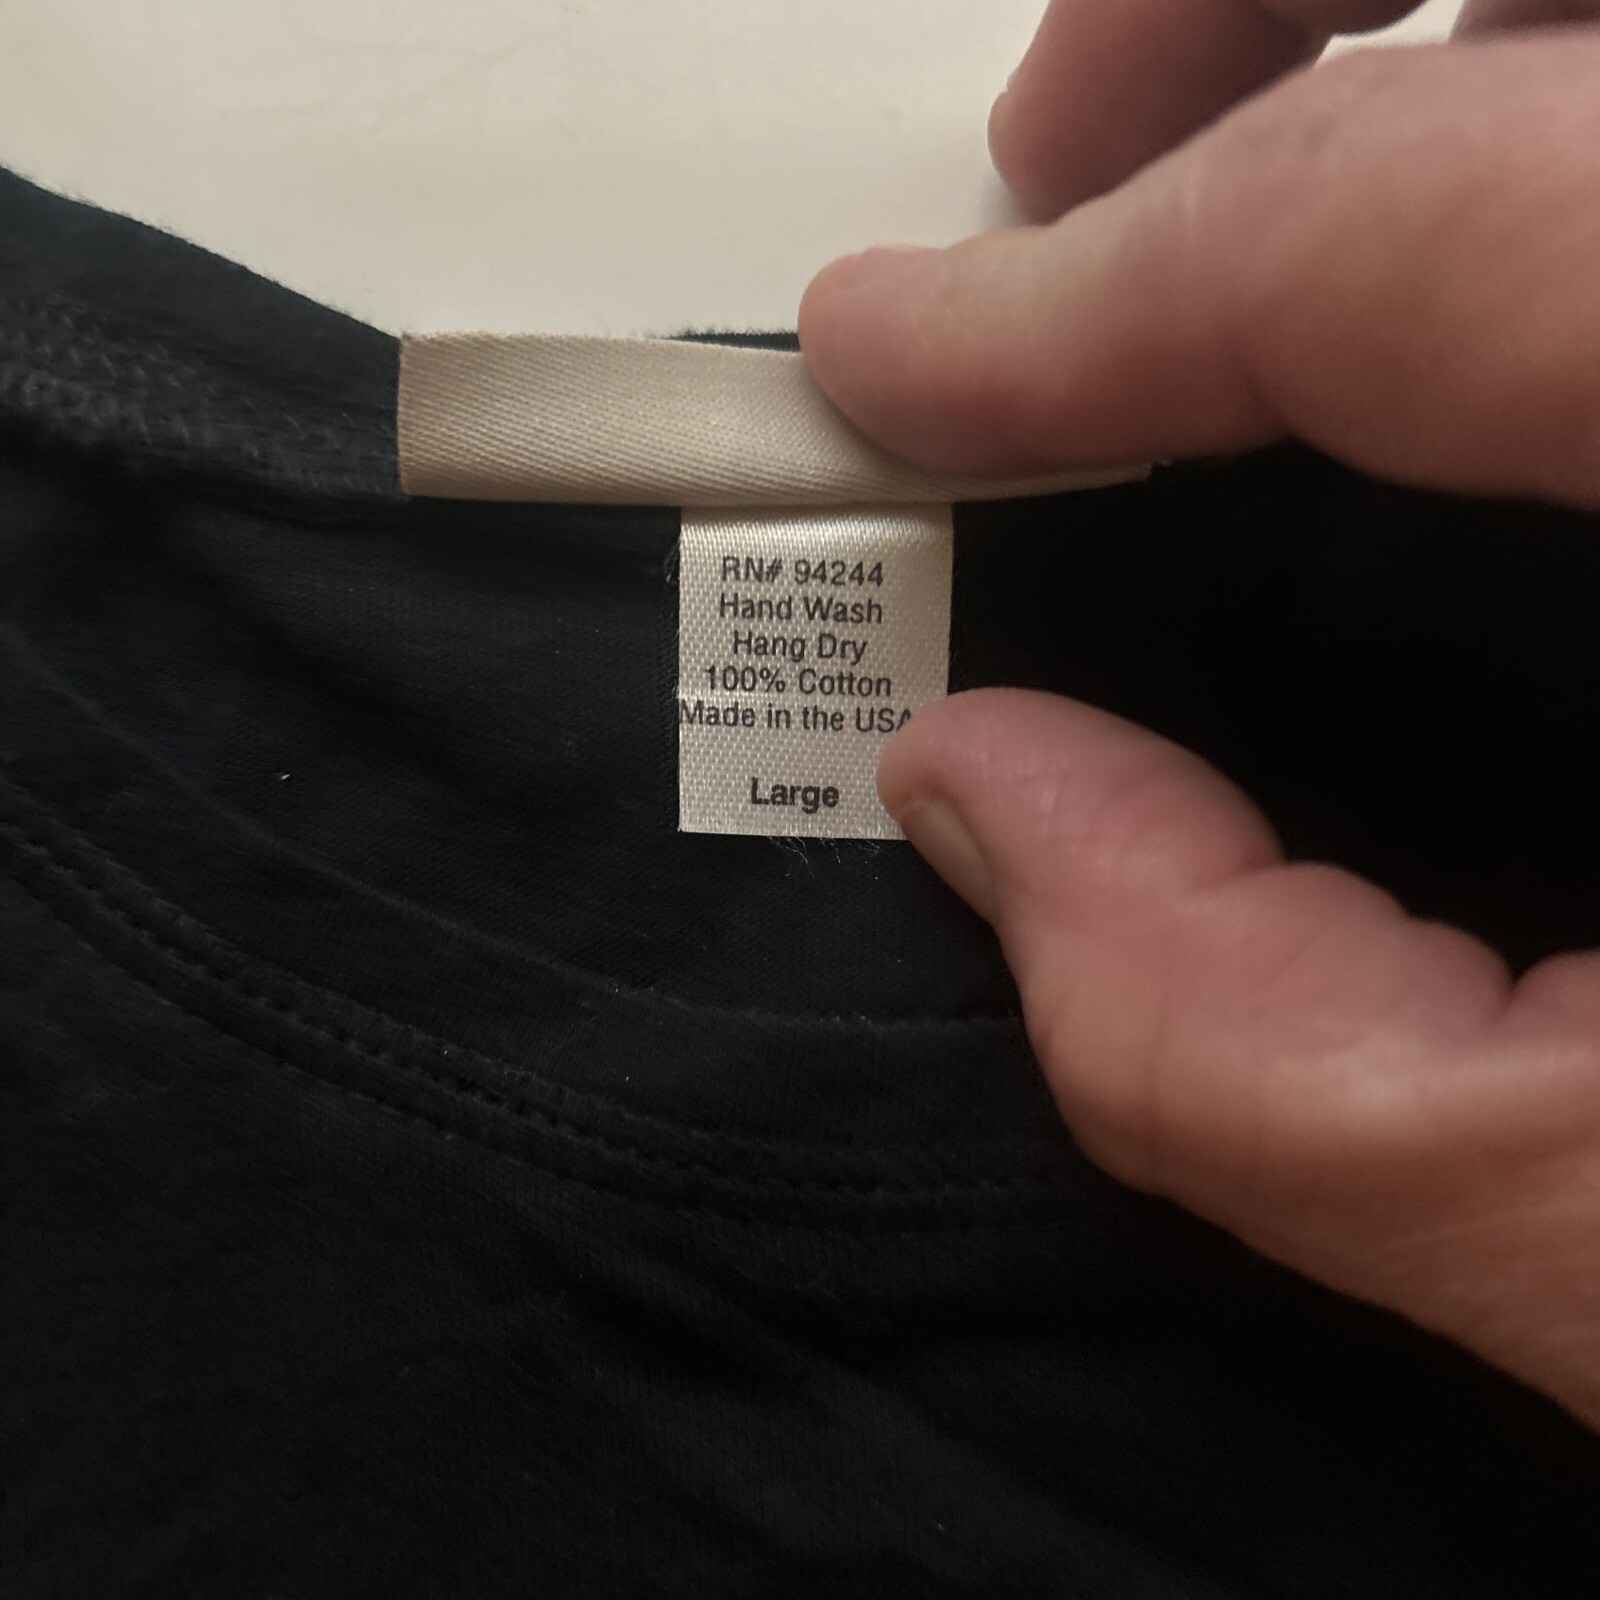 RN# 94244
Hand Wash
Hang Dry
100% Cotton
Made in the USA
Large